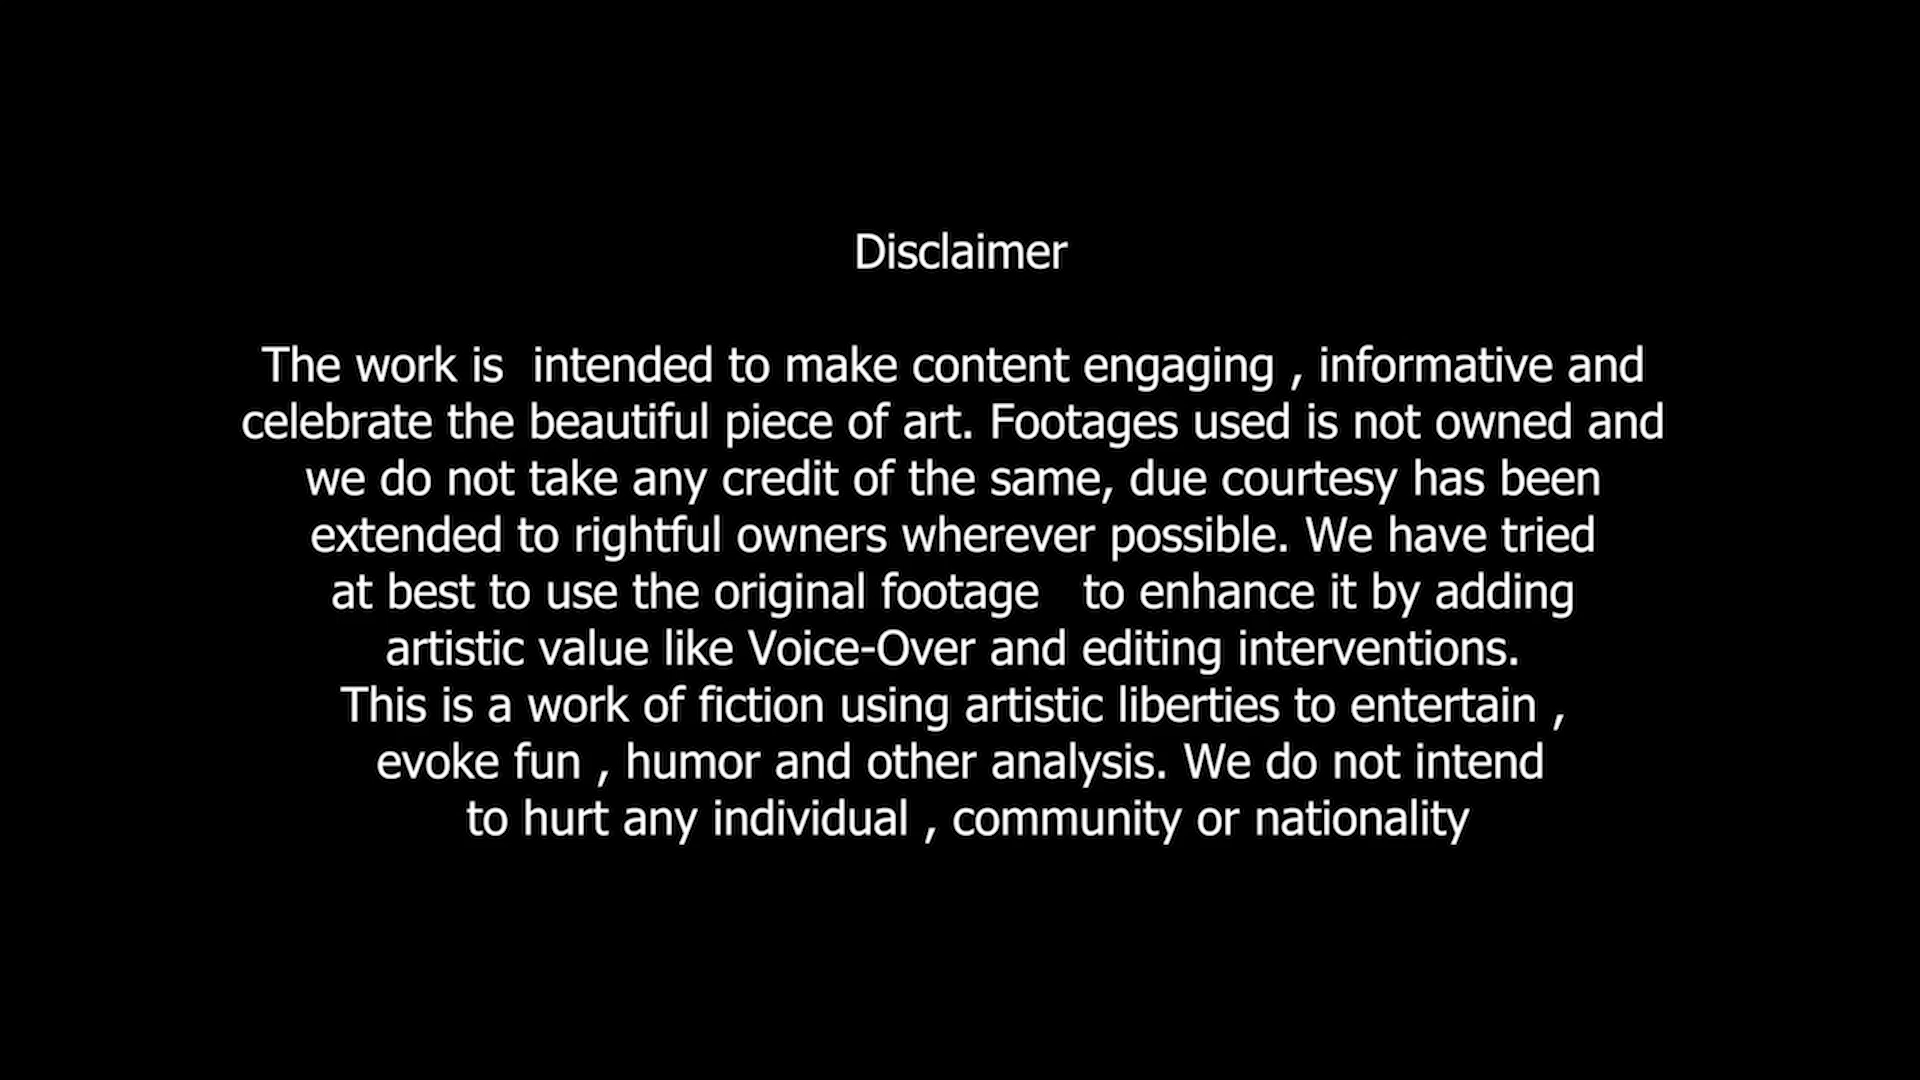 Disclaimer
The work is  intended to make content engaging , informative and
celebrate the beautiful piece of art. Footages used is not owned and
we do not take any credit of the same, due courtesy has been
extended to rightful owners wherever possible. We have tried
at best to use the original footage   to enhance it by adding
artistic value like Voice-Over and editing interventions.
This is a work of fiction using artistic liberties to entertain ,
evoke fun , humor and other analysis. We do not intend
to hurt any individual , community or nationality